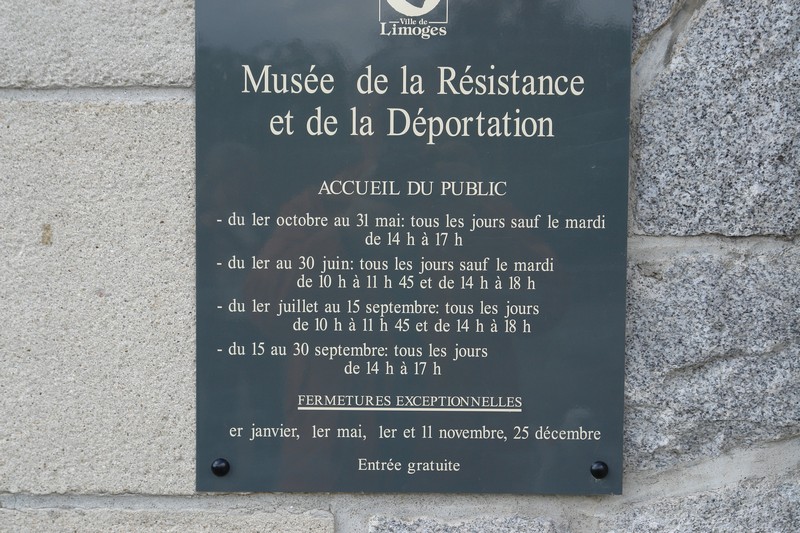 Ville de
Limoges
Musée de la Résistance
et de la Déportation
ACCUEIL DU PUBLIC
- du 1er octobre au 31 mai: tous les jours sauf le mardi
de 14 h à 17 h
- du 1er au 30 juin: tous les jours sauf le mardi
de 10 h à 11 h 45 et de 14 h à 18 h
- du 1er juillet au 15 septembre: tous les jours
de 10 h à 11 h 45 et de 14 h à 18 h
- du 15 au 30 septembre: tous les jours
de 14 h à 17 h
FERMETURES EXCEPTIONNELLES
er janvier, 1er mai, 1er et 11 novembre, 25 décembre
Entrée gratuite